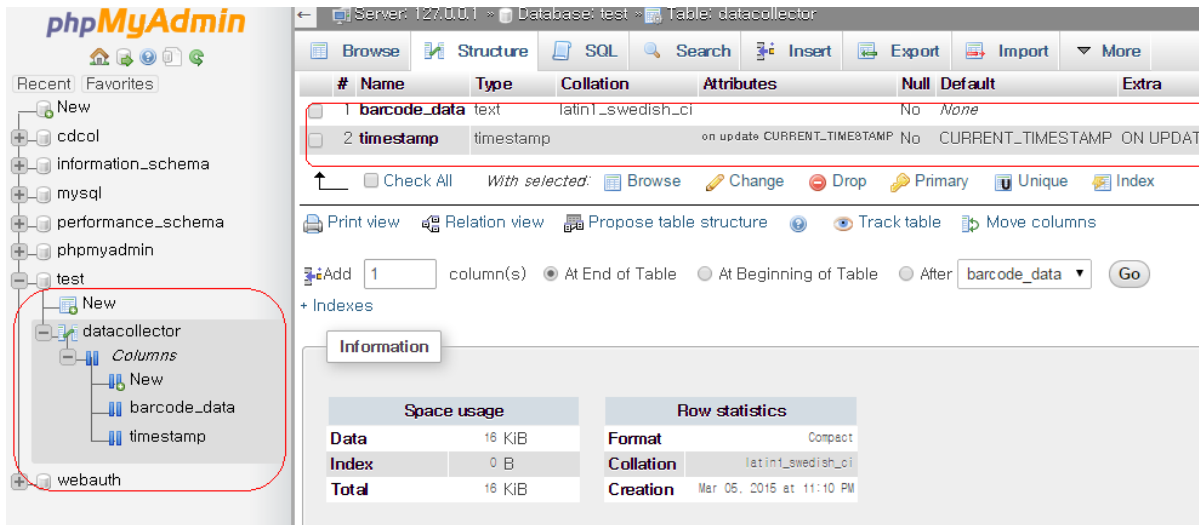 phpMyAdmin
Recent Favorites
New
cdcol
information_schema
mysql
performance_schema
phpmyadmin
test
New
datacollector
Columns
New
barcode_data
timestamp
webauth
← Server: 127.0.0.1 » Database: test » Table: datacollector
Browse Structure SQL Search Insert Export Import ▼ More
# Name Type Collation Attributes Null Default Extra
1 barcode_data text latin1_swedish_ci No None
2 timestamp timestamp on update CURRENT_TIMESTAMP No CURRENT_TIMESTAMP ON UPDAT
Check All With selected: Browse Change Drop Primary Unique Index
Print view Relation view Propose table structure Track table Move columns
Add 1 column(s) At End of Table At Beginning of Table After barcode_data ▼ Go
+ Indexes
Information
Space usage
Data 16 KiB
Index 0 B
Total 16 KiB
Row statistics
Format Compact
Collation latin1_swedish_ci
Creation Mar 05, 2015 at 11:10 PM